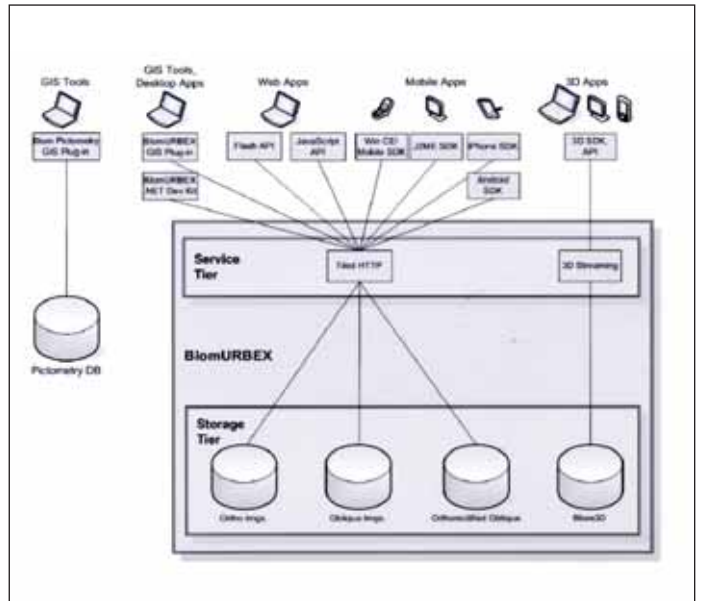 GIS Tools
GIS Tools,
Desktop Apps
Web Apps
Mobile Apps
3D Apps
Blom Pictometry
GIS Plug-in
BlomURBEX
GIS Plug-in
Flash API
JavaScript
API
Win CE/
Mobile SDK
J2ME SDK
iPhone SDK
3D SDK,
API
BlomURBEX
.NET Dev Kit
Android
SDK
Service
Tier
Tiled HTTP
3D Streaming
BlomURBEX
Pictometry DB
Storage
Tier
Ortho Imgs.
Oblique Imgs.
Orthorectified Oblique
Blom3D